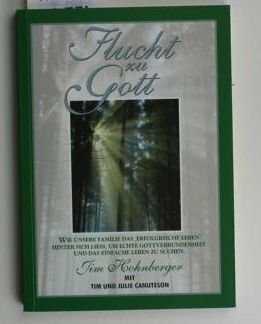 Flucht
zu
Gott
WIE UNSERE FAMILIE DAS „ERFOLGREICHE LEBEN“
HINTER SICH LIESS, UM ECHTE GOTTVERBUNDENHEIT
UND DAS EINFACHE LEBEN ZU SUCHEN.
Jim Hohnberger
MIT
TIM UND JULIE CANUTESON